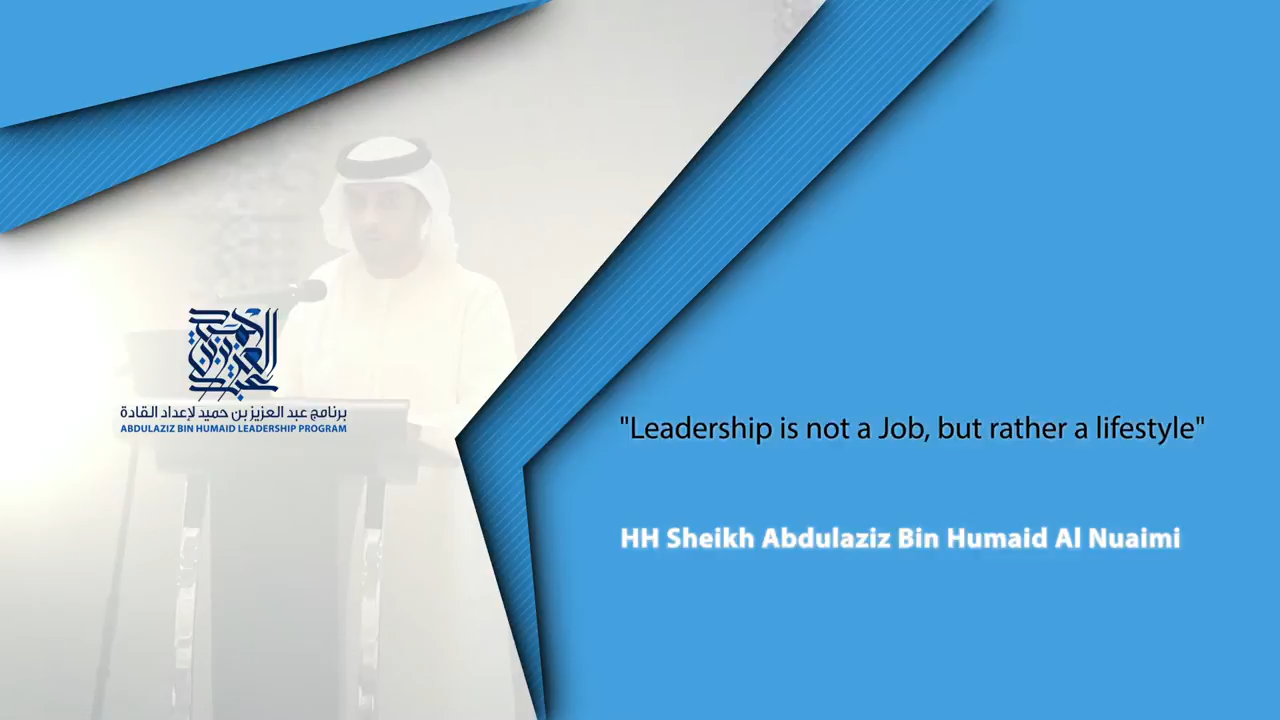 برنامج عبد العزيز بن حميد لإعداد القادة
ABDULAZIZ BIN HUMAID LEADERSHIP PROGRAM
"Leadership is not a Job, but rather a lifestyle"
HH Sheikh Abdulaziz Bin Humaid Al Nuaimi